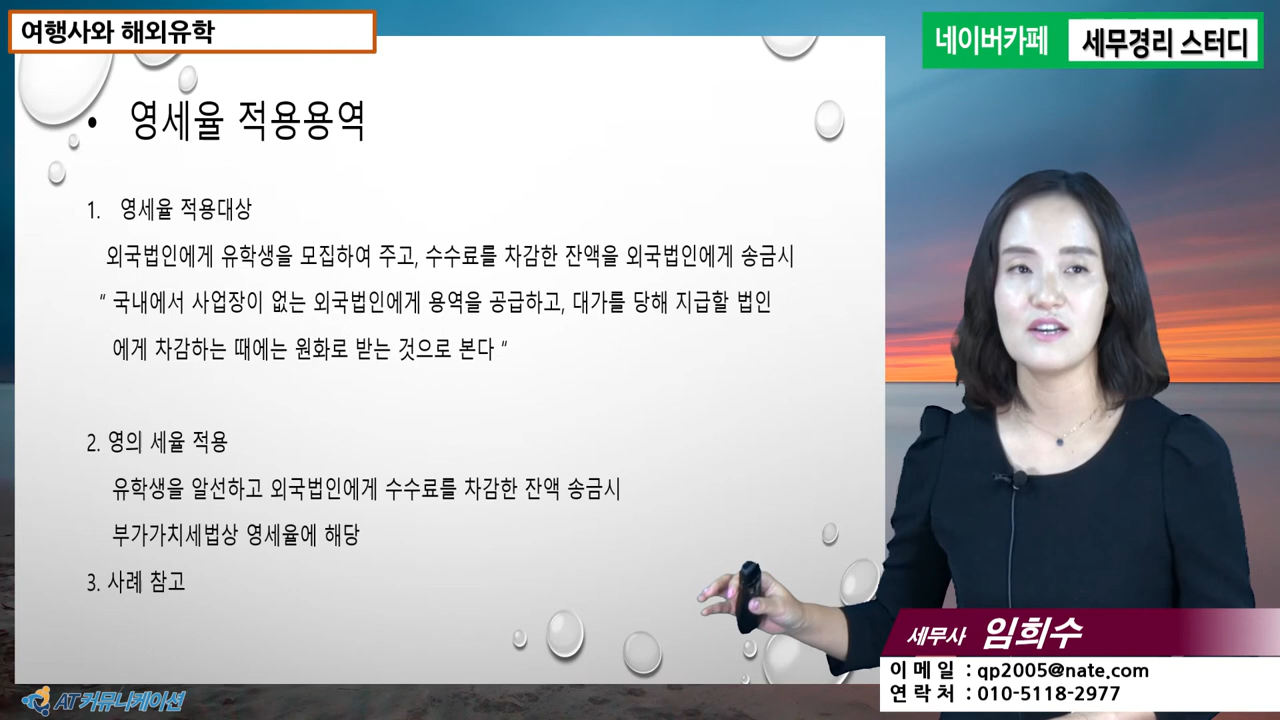 여행사와 해외유학
네이버카페 세무경리 스터디
• 영세율 적용용역
1. 영세율 적용대상
외국법인에게 유학생을 모집하여 주고, 수수료를 차감한 잔액을 외국법인에게 송금시
“ 국내에서 사업장이 없는 외국법인에게 용역을 공급하고, 대가를 당해 지급할 법인
에게 차감하는 때에는 원화로 받는 것으로 본다 “
2. 영의 세율 적용
유학생을 알선하고 외국법인에게 수수료를 차감한 잔액 송금시
부가가치세법상 영세율에 해당
3. 사례 참고
세무사 임희수
이 메 일 : qp2005@nate.com
연 락 처 : 010-5118-2977
AT커뮤니케이션